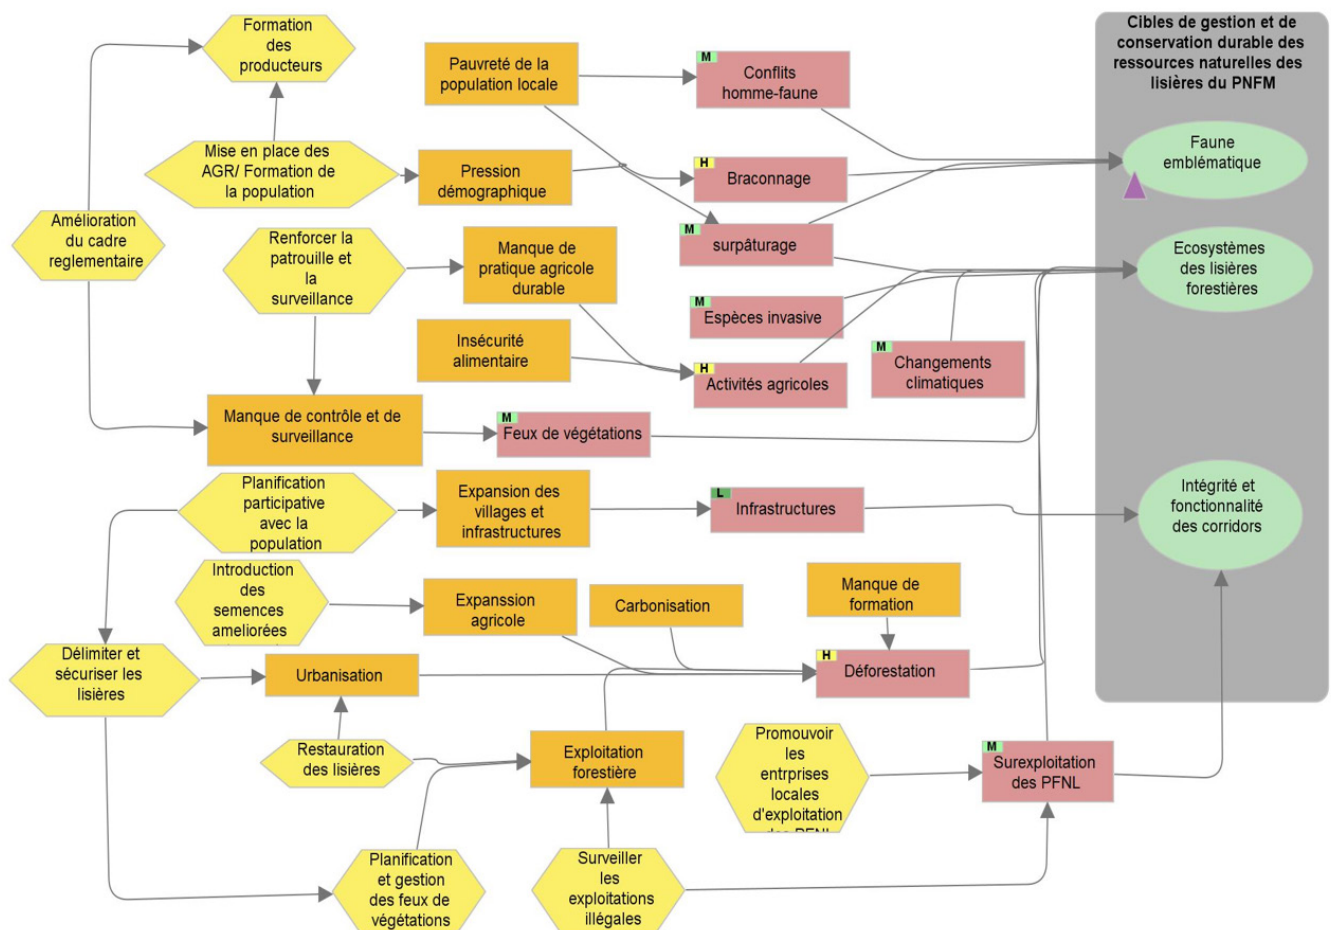 Formation
des
producteurs
Mise en place des
AGR/ Formation de
la population
Amélioration
du cadre
reglementaire
Renforcer la
patrouille et
la
surveillance
Pauvreté de la
population locale
Pression
démographique
Manque de
pratique agricole
durable
Insécurité
alimentaire
Manque de contrôle et de
surveillance
M
Conflits
homme-faune
H
Braconnage
M
surpâturage
M
Espèces invasive
H
Activités agricoles
M
Changements
climatiques
M
Feux de végétations
Cibles de gestion et de
conservation durable des
ressources naturelles des
lisières du PNFM
Faune
emblématique
Ecosystèmes
des lisières
forestières
Intégrité et
fonctionnalité
des corridors
Planification
participative
avec la
population
Expansion des
villages et
infrastructures
L
Infrastructures
Introduction
des
semences
ameliorées
Expanssion
agricole
Carbonisation
Manque de
formation
Délimiter et
sécuriser les
lisières
Urbanisation
H
Déforestation
Restauration
des lisières
Exploitation
forestière
Promouvoir
les
entrprises
locales
d'exploitation
des PFNL
M
Surexploitation
des PFNL
Planification
et gestion
des feux de
végétations
Surveiller
les
exploitations
illégales